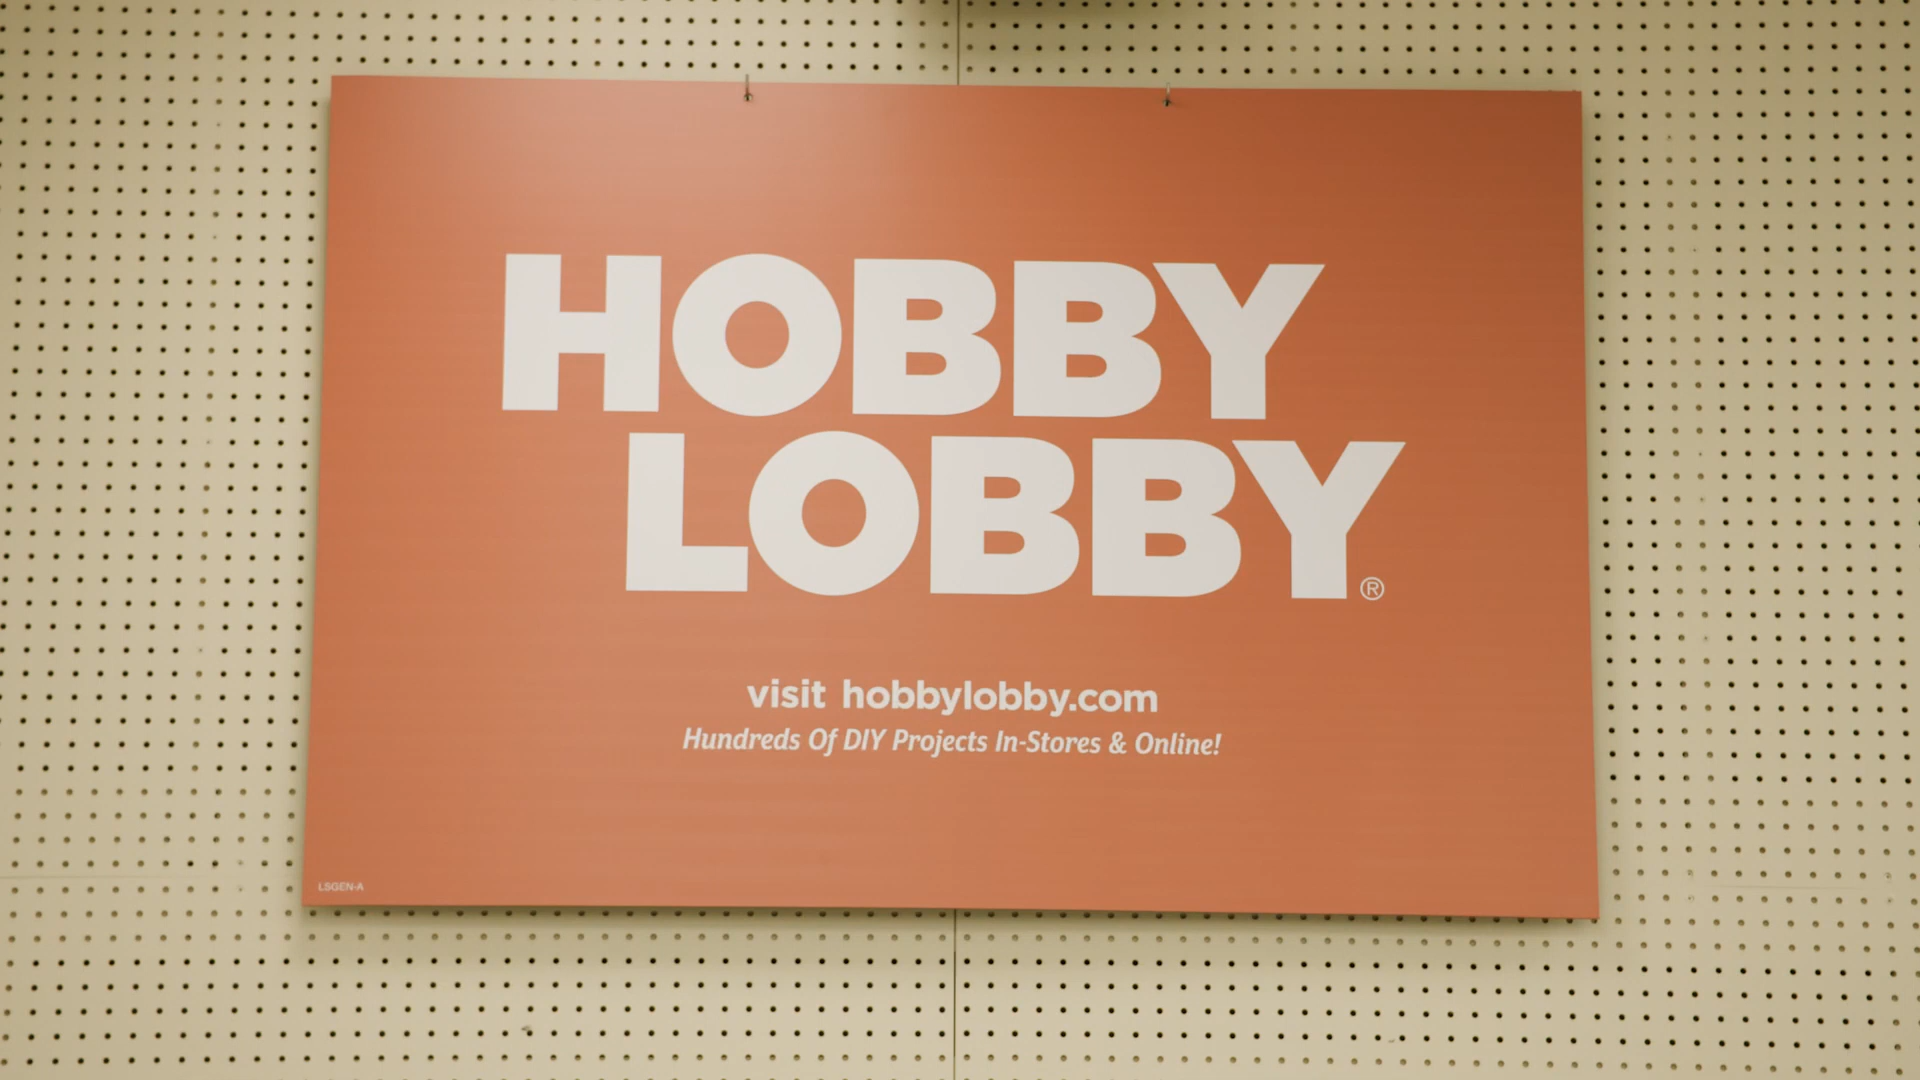 HOBBY
LOBBY®
visit hobbylobby.com
Hundreds Of DIY Projects In-Stores & Online!
LSGEN-A